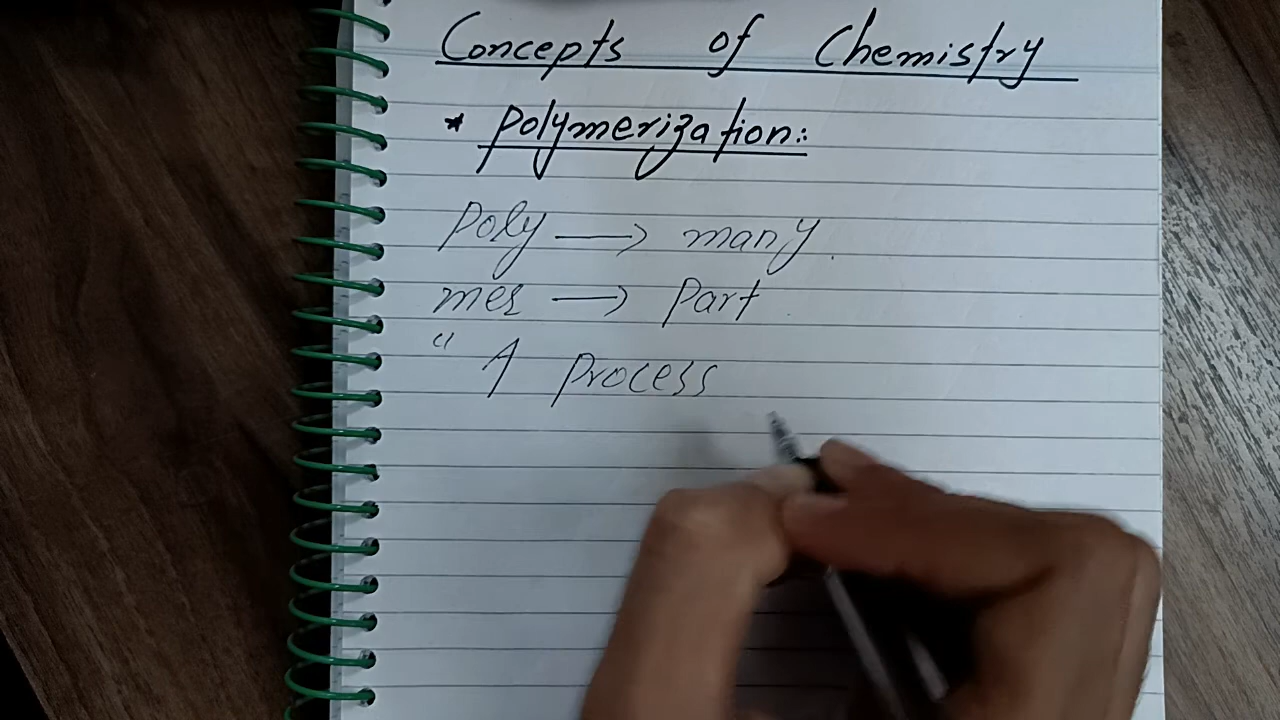 Concepts of Chemistry
* Polymerization:
Poly → many.
mer → Part
" A Process